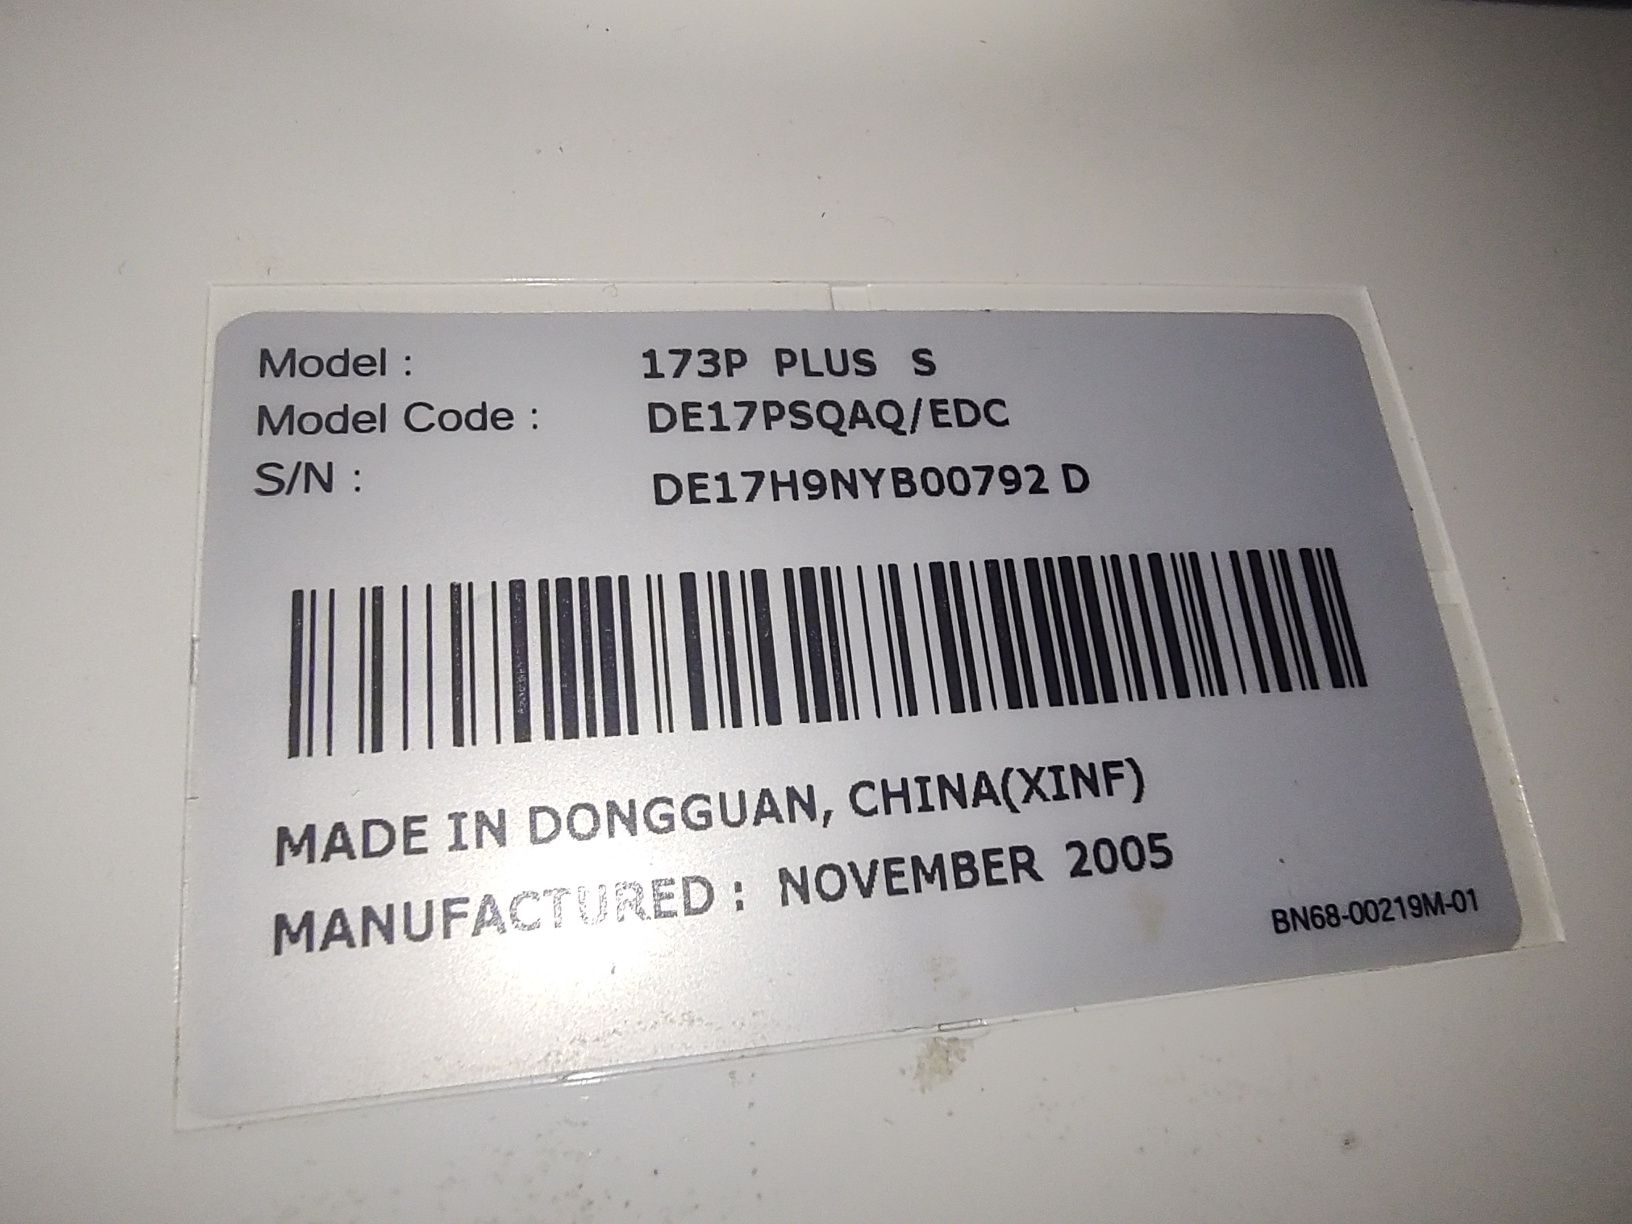 Model : 173P PLUS S
Model Code : DE17PSQAQ/EDC
S/N : DE17H9NYB00792 D
MADE IN DONGGUAN, CHINA(XINF)
MANUFACTURED : NOVEMBER 2005
BN68-00219M-01